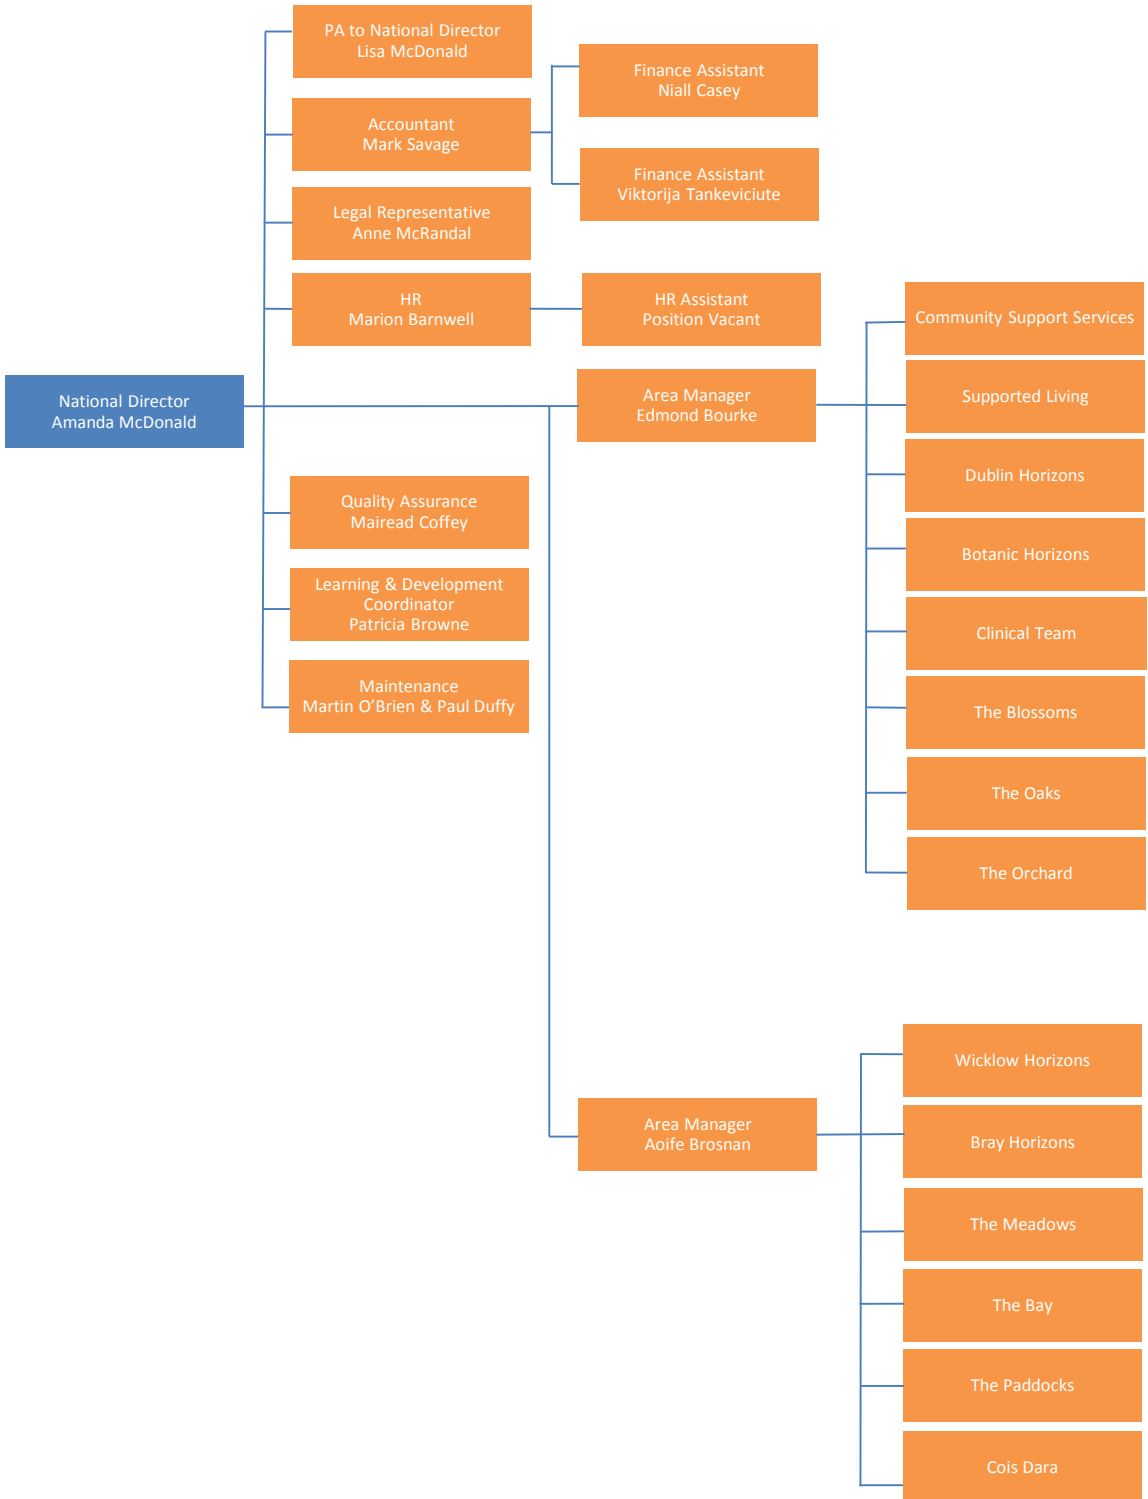 PA to National Director
Lisa McDonald
Finance Assistant
Niall Casey
Accountant
Mark Savage
Finance Assistant
Viktorija Tankeviciute
Legal Representative
Anne McRandal
HR
Marion Barnwell
HR Assistant
Position Vacant
National Director
Amanda McDonald
Area Manager
Edmond Bourke
Community Support Services
Supported Living
Dublin Horizons
Botanic Horizons
Clinical Team
The Blossoms
The Oaks
The Orchard
Quality Assurance
Mairead Coffey
Learning & Development
Coordinator
Patricia Browne
Maintenance
Martin O’Brien & Paul Duffy
Area Manager
Aoife Brosnan
Wicklow Horizons
Bray Horizons
The Meadows
The Bay
The Paddocks
Cois Dara